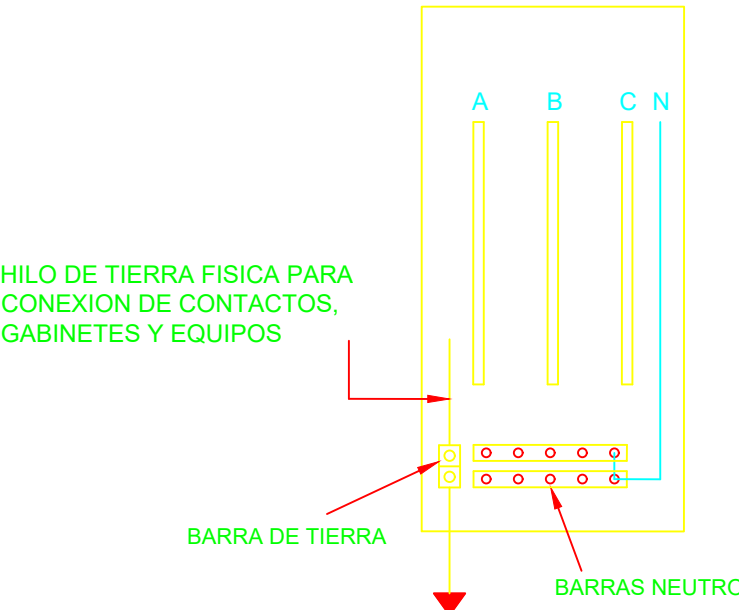 A B C N
HILO DE TIERRA FISICA PARA
CONEXION DE CONTACTOS,
GABINETES Y EQUIPOS
BARRA DE TIERRA
BARRAS NEUTRO